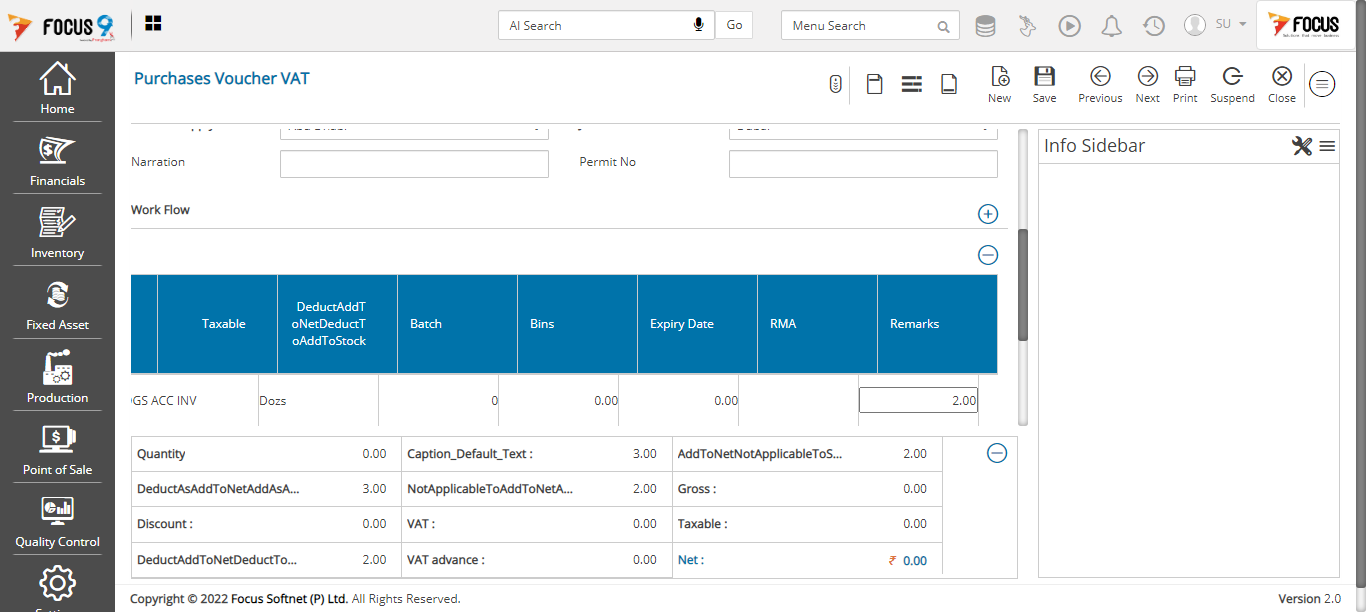 FOCUS 9
AI Search
Go
Menu Search
SU
FOCUS
Home
Financials
Inventory
Fixed Asset
Production
Point of Sale
Quality Control
Purchases Voucher VAT
New
Save
Previous
Next
Print
Suspend
Close
Narration
Permit No
Work Flow
Taxable
DeductAddT
oNetDeductT
oAddToStock
Batch
Bins
Expiry Date
RMA
Remarks
GS ACC INV
Dozs
0
0.00
0.00
2.00
Quantity 0.00
Caption_Default_Text : 3.00
AddToNetNotApplicableToS... 2.00
DeductAsAddToNetAddAsA... 3.00
NotApplicableToAddToNetA... 2.00
Gross : 0.00
Discount : 0.00
VAT : 0.00
Taxable : 0.00
DeductAddToNetDeductTo... 2.00
VAT advance : 0.00
Net : ₹ 0.00
Info Sidebar
Copyright © 2022 Focus Softnet (P) Ltd. All Rights Reserved.
Version 2.0